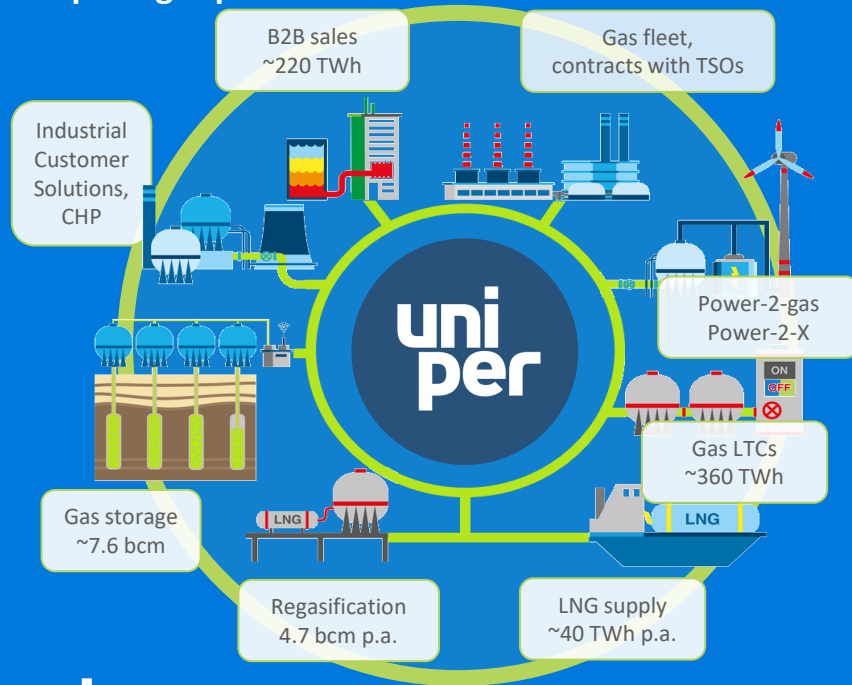 B2B sales
~220 TWh
Gas fleet,
contracts with TSOs
Industrial
Customer
Solutions,
CHP
uni
per
Power-2-gas
Power-2-X
ON
OFF
Gas LTCs
~360 TWh
Gas storage
~7.6 bcm
LNG
LNG
Regasification
4.7 bcm p.a.
LNG supply
~40 TWh p.a.